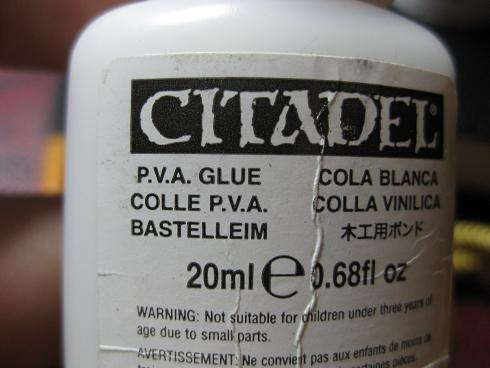 CITADEL®
P.V.A. GLUE COLA BLANCA
COLLE P.V.A. COLLA VINILICA
BASTELLEIM 木工用ボンド
20ml ℮ 0.68fl oz
WARNING: Not suitable for children under three years of
age due to small parts.
AVERTISSEMENT: Ne convient pas aux enfants de moins de
certaines pièces.